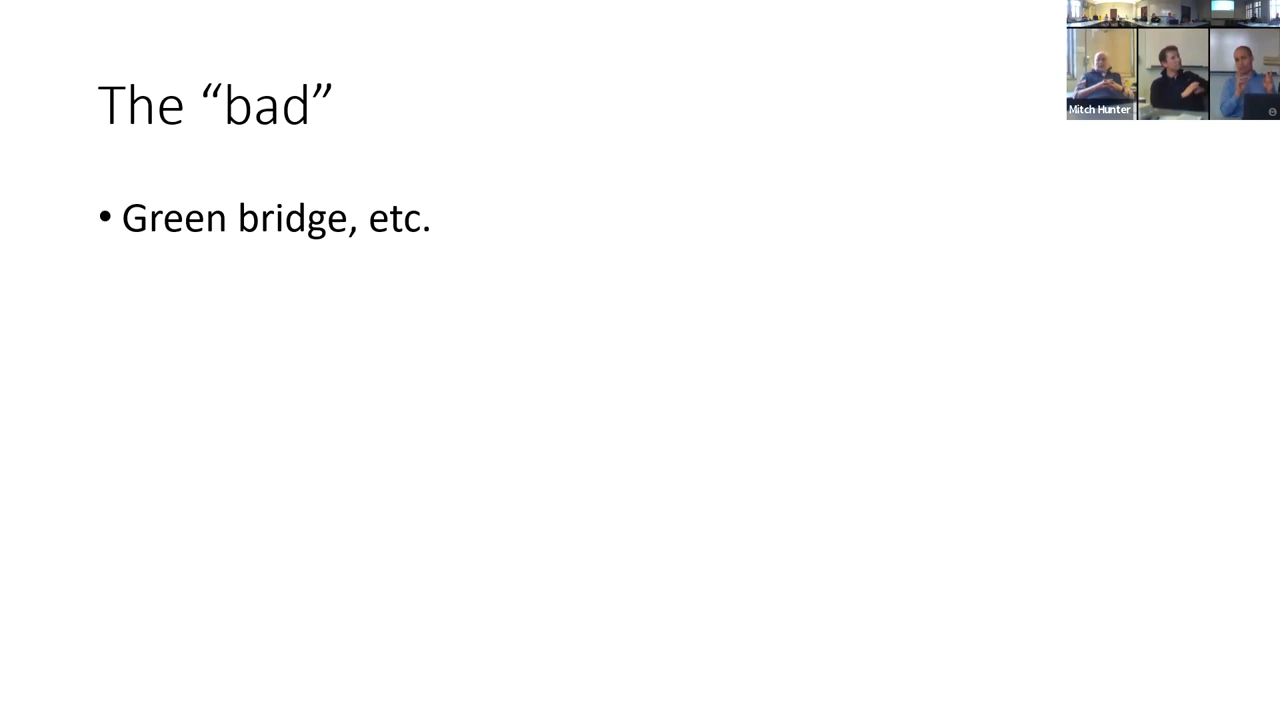 The “bad”
• Green bridge, etc.
Mitch Hunter